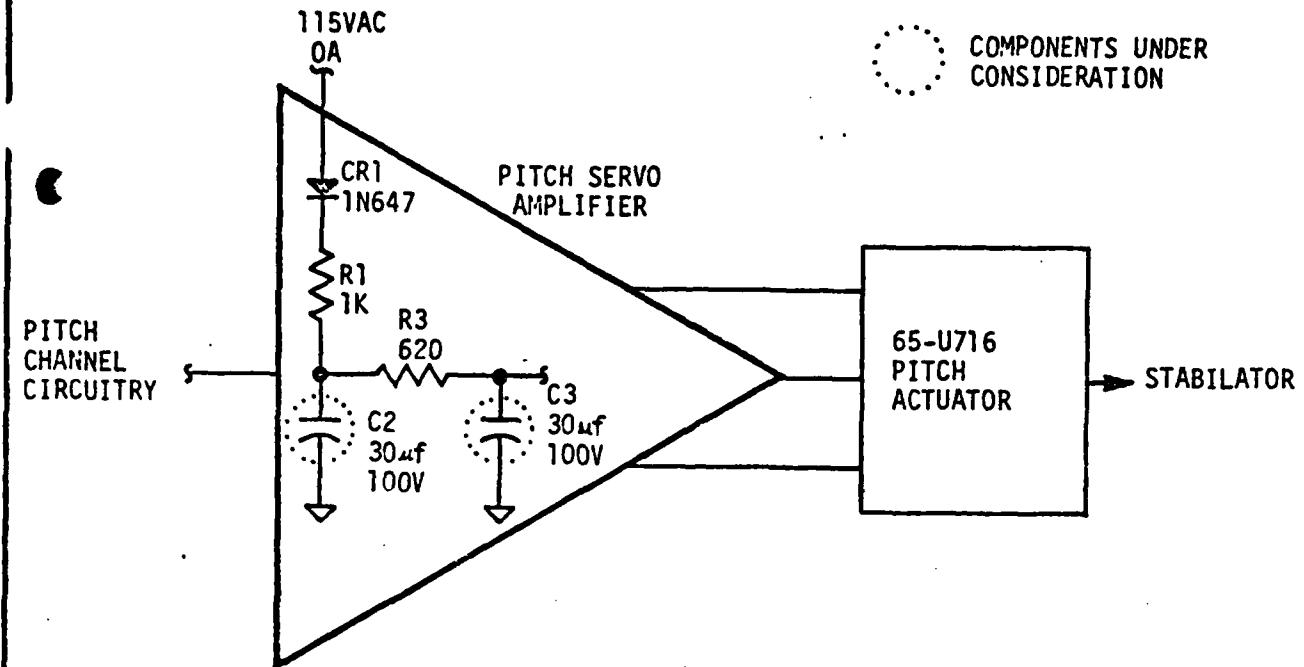 115VAC
0A
COMPONENTS UNDER
CONSIDERATION
CR1
1N647
PITCH SERVO
AMPLIFIER
R1
1K
R3
620
PITCH
CHANNEL
CIRCUITRY
C2
30μf
100V
C3
30μf
100V
65-U716
PITCH
ACTUATOR
STABILATOR